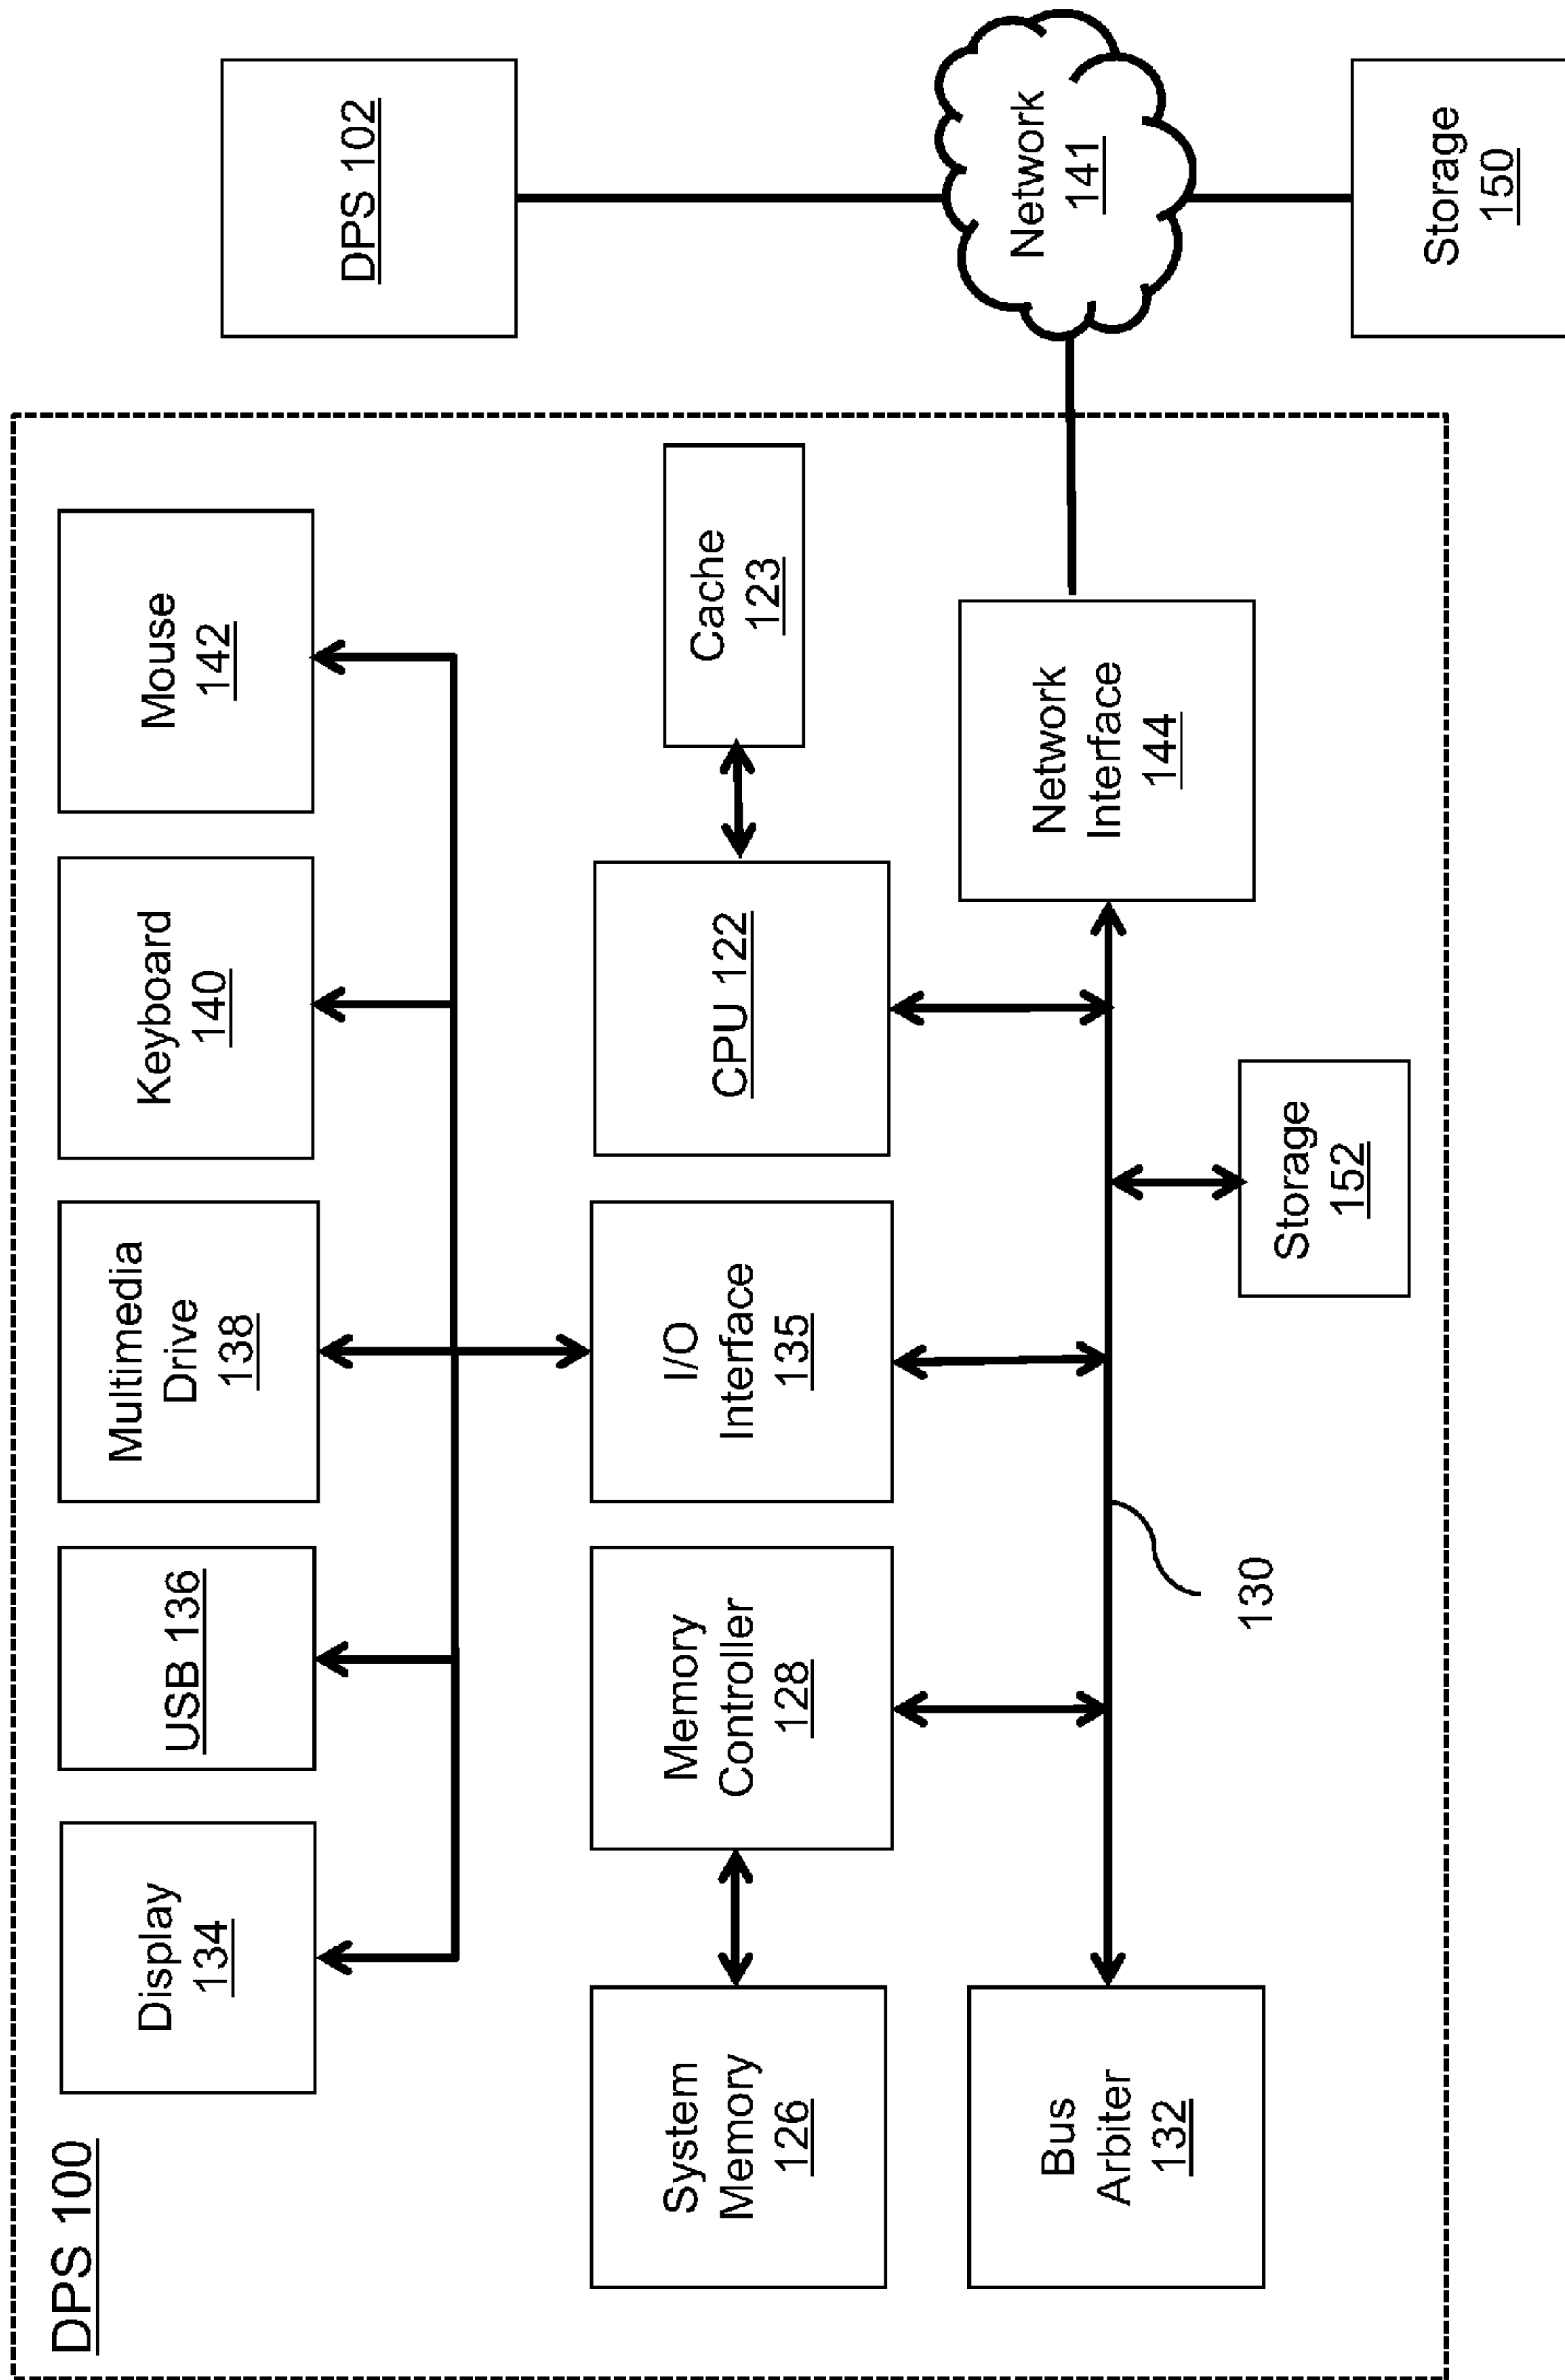 DPS 100
Display
134
USB 136
Multimedia
Drive
138
Keyboard
140
Mouse
142
DPS 102
System
Memory
126
Memory
Controller
128
I/O
Interface
135
CPU 122
Cache
123
Bus
Arbiter
132
130
Storage
152
Network
Interface
144
Network
141
Storage
150